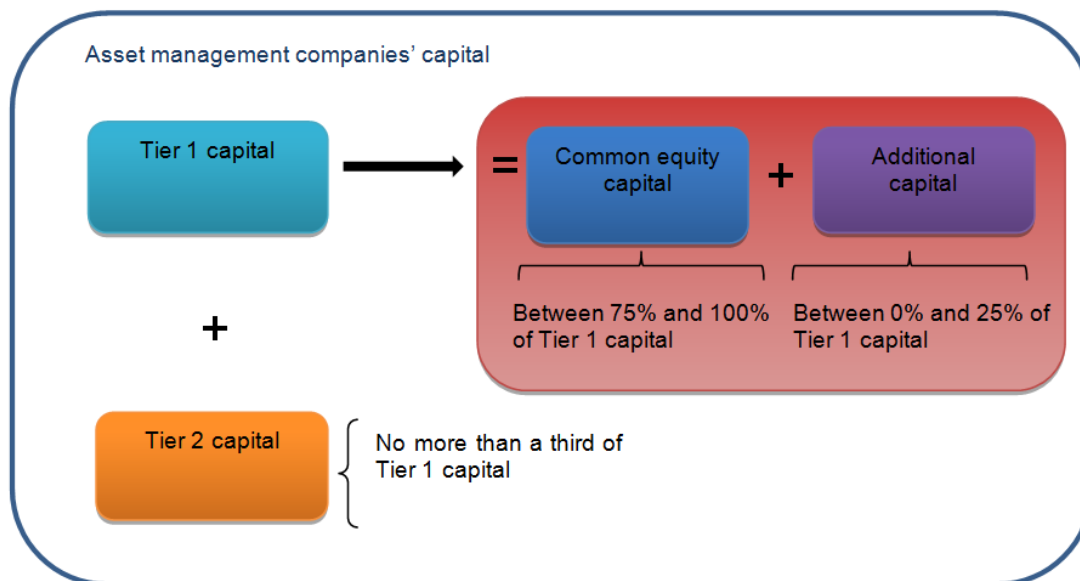 Asset management companies’ capital
Tier 1 capital
=
Common equity
capital
+
Additional
capital
Between 75% and 100%
of Tier 1 capital
Between 0% and 25% of
Tier 1 capital
+
Tier 2 capital
No more than a third of
Tier 1 capital